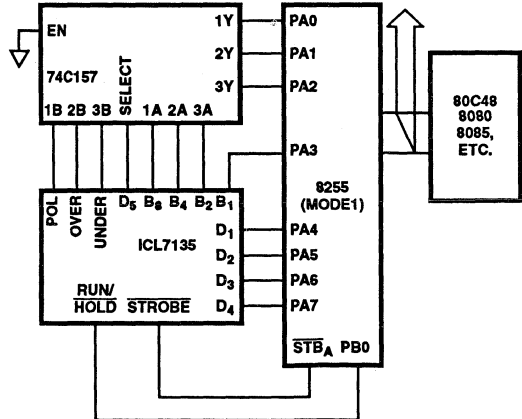 EN
1Y
PA0
74C157
2Y
PA1
3Y
PA2
SELECT
1B 2B 3B 1A 2A 3A
80C48
8080
8085,
ETC.
PA3
8255
(MODE1)
POL
OVER
UNDER
D5 B8 B4 B2 B1
ICL7135
D1
PA4
D2
PA5
D3
PA6
D4
PA7
RUN/
HOLD STROBE
STBA PB0